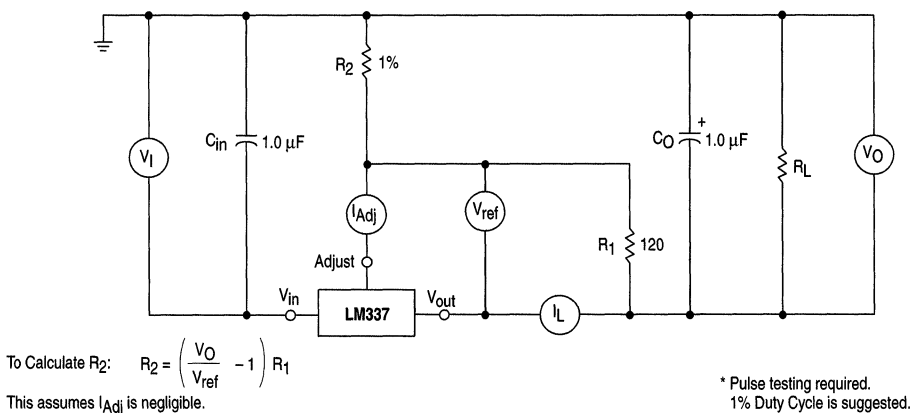 R2 1%
Cin 1.0 μF
CO + 1.0 μF
VI
RL
VO
IAdj
Vref
R1 120
Adjust
Vin
LM337
Vout
IL
To Calculate R2: R2 = ( VO / Vref - 1 ) R1
This assumes IAdj is negligible.
* Pulse testing required.
1% Duty Cycle is suggested.